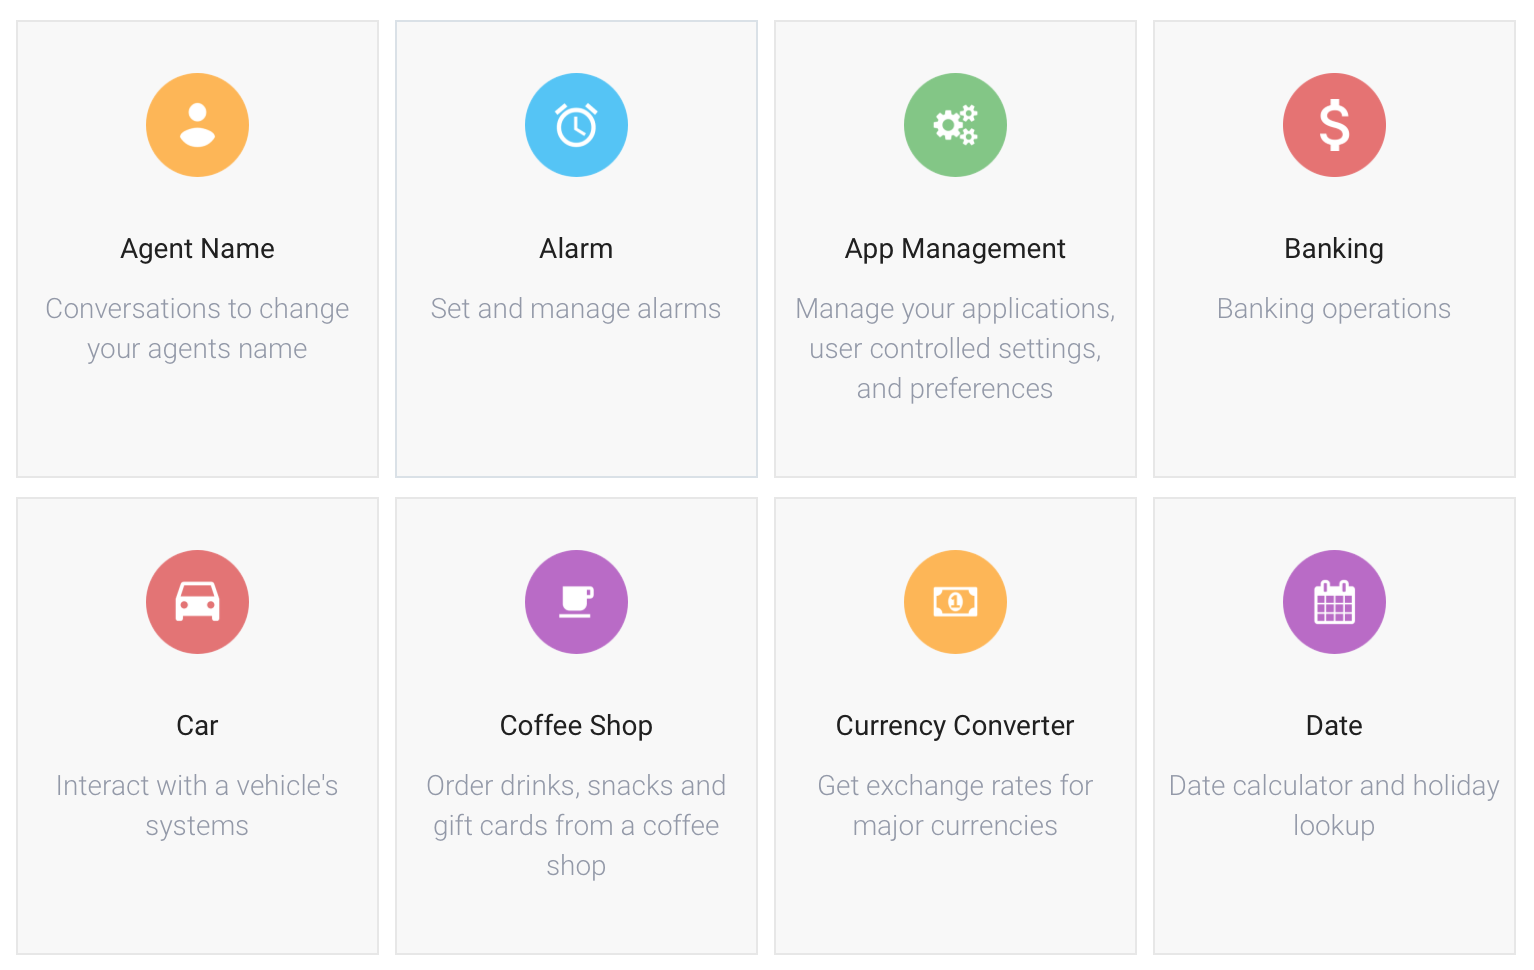 Agent Name
Conversations to change
your agents name
Alarm
Set and manage alarms
App Management
Manage your applications,
user controlled settings,
and preferences
Banking
Banking operations
Car
Interact with a vehicle's
systems
Coffee Shop
Order drinks, snacks and
gift cards from a coffee
shop
Currency Converter
1
Get exchange rates for
major currencies
Date
Date calculator and holiday
lookup